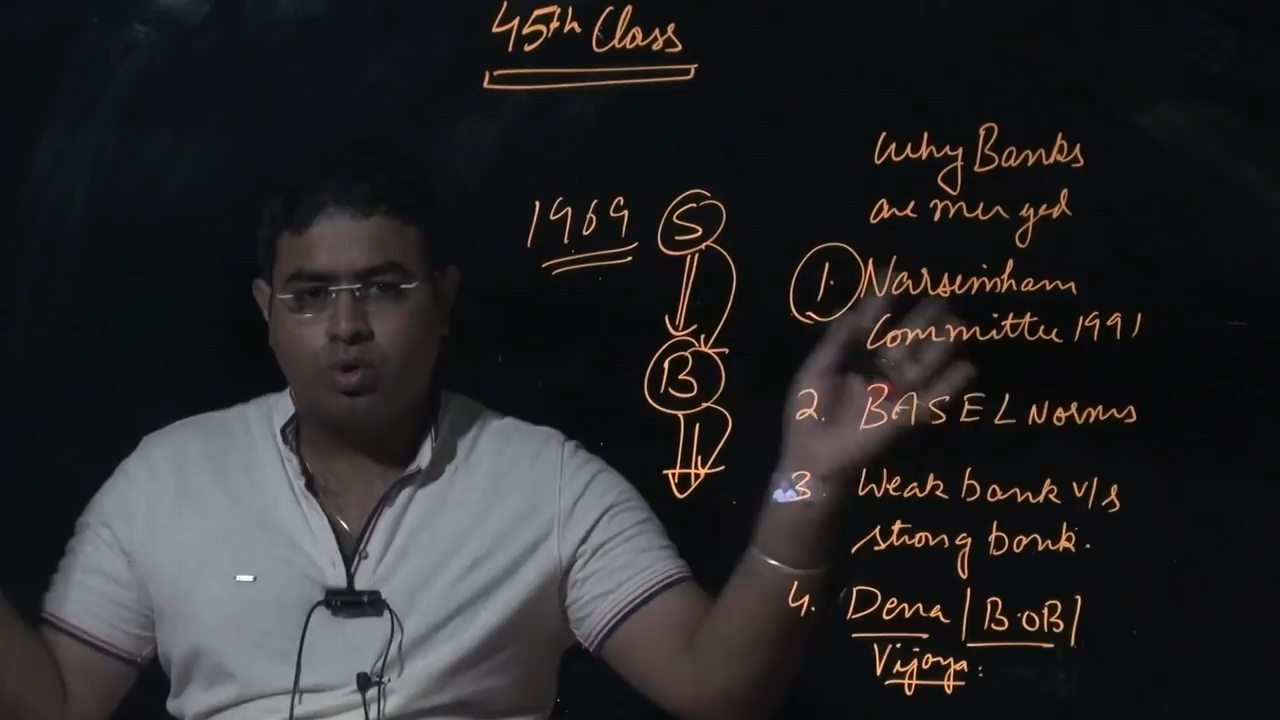 45th Class
1969 S
B
Why Banks
are merged
1. Narsimham
Committee 1991
2. BASEL Norms
3. Weak bank v/s
strong bank.
4. Dena | B.OB |
Vijaya: